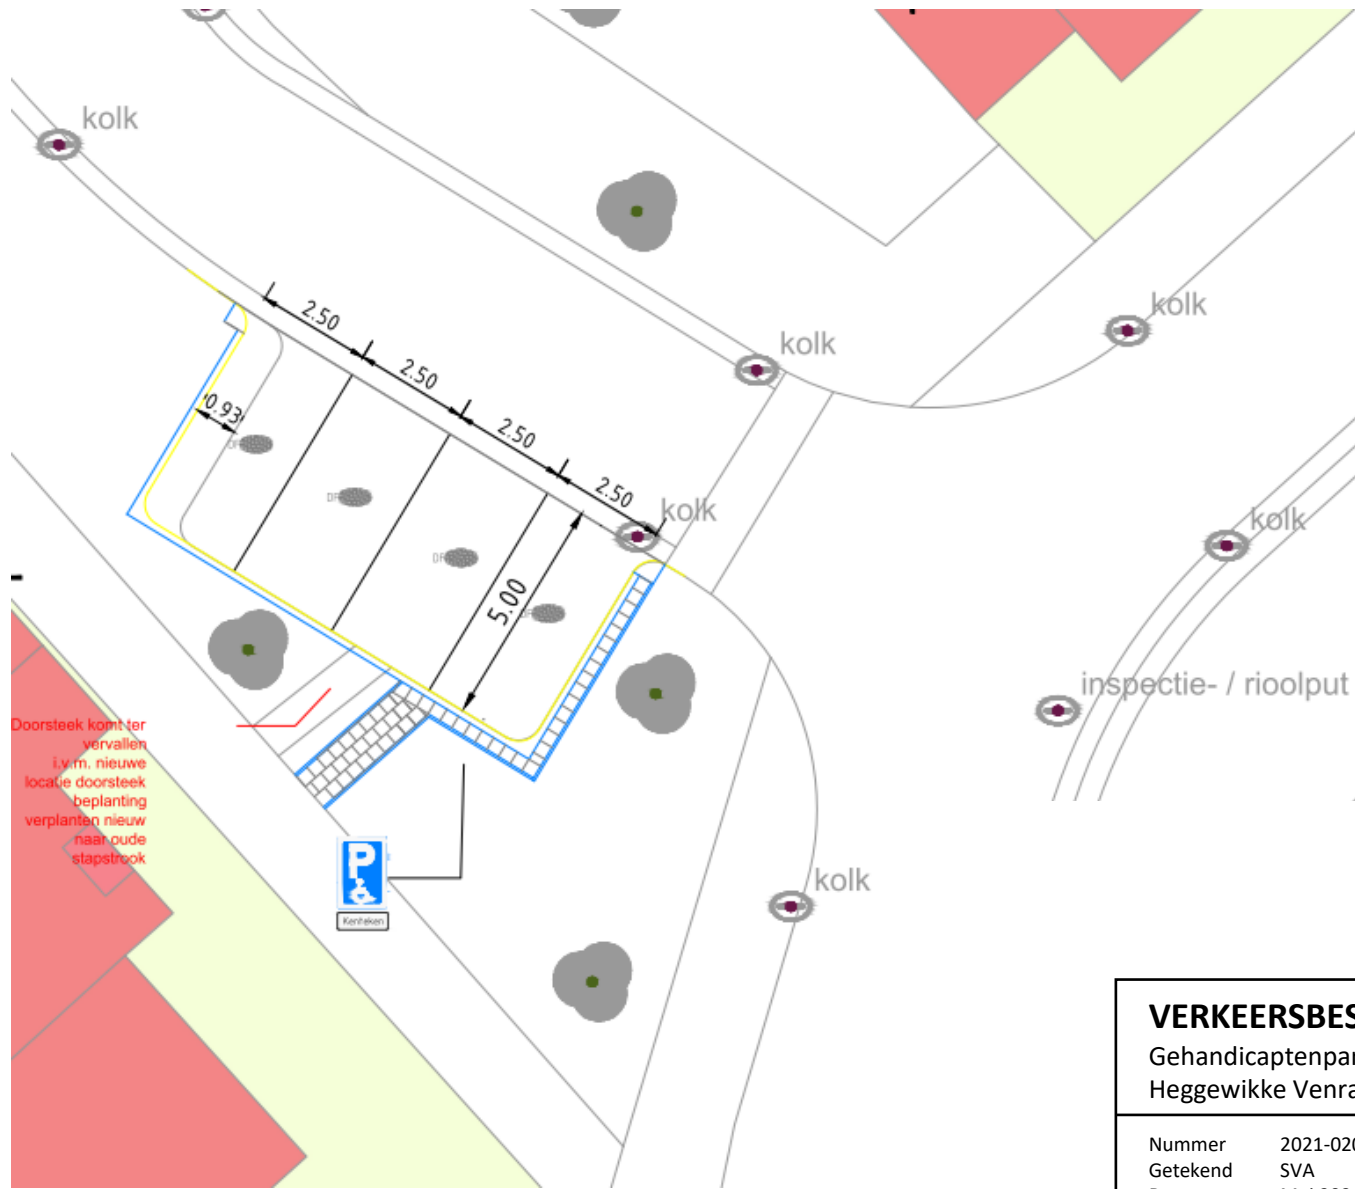 kolk
kolk
kolk
2.50
2.50
2.50
2.50
0.93
kolk
kolk
5.00
inspectie- / rioolput
Doorsteek komt ter
vervallen
i.v.m. nieuwe
locatie doorsteek
beplanting
verplanten nieuw
naar oude
stapstrook
P
Kenteken
kolk
VERKEERSBES
Gehandicaptenpar
Heggewikke Venra
Nummer 2021-020
Getekend SVA